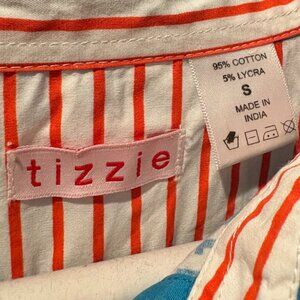 tizzie
95% COTTON
5% LYCRA
S
MADE IN
INDIA